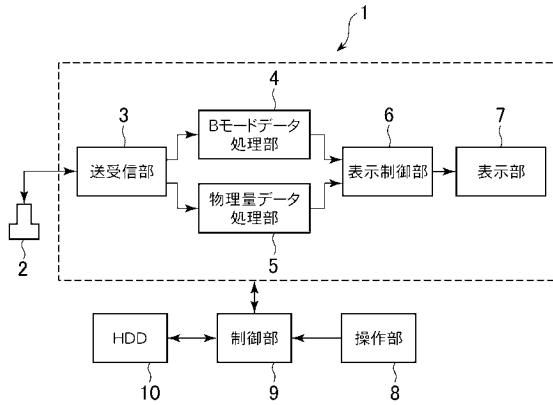 1
4
Bモードデータ
処理部
3
送受信部
6
表示制御部
7
表示部
2
物理量データ
処理部
5
HDD
10
制御部
9
操作部
8